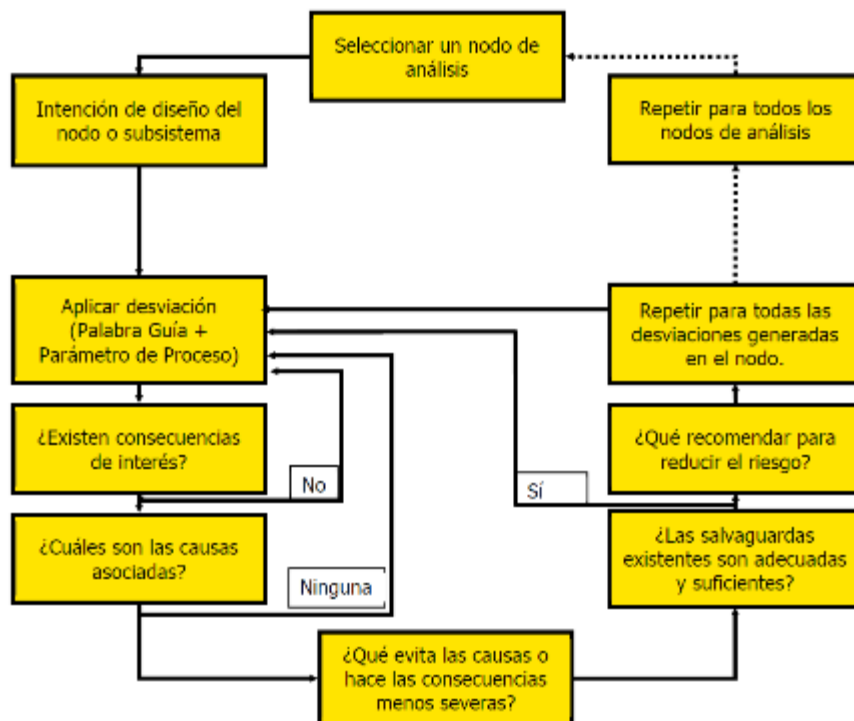 Seleccionar un nodo de
análisis
Intención de diseño del
nodo o subsistema
Repetir para todos los
nodos de análisis
Aplicar desviación
(Palabra Guía +
Parámetro de Proceso)
Repetir para todas las
desviaciones generadas
en el nodo.
¿Existen consecuencias
de interés?
¿Qué recomendar para
reducir el riesgo?
No
Sí
¿Cuáles son las causas
asociadas?
¿Las salvaguardas
existentes son adecuadas
y suficientes?
Ninguna
¿Qué evita las causas o
hace las consecuencias
menos severas?